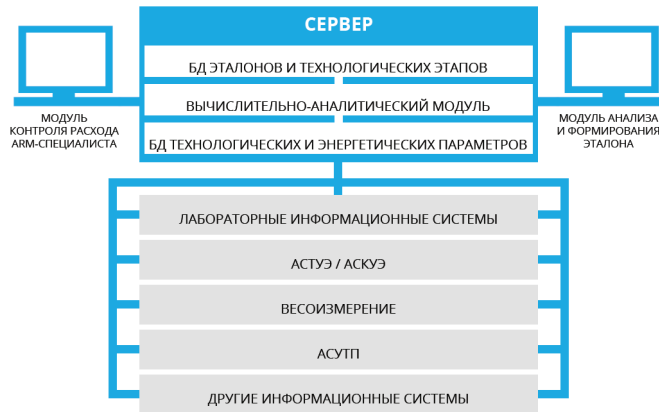 СЕРВЕР
БД ЭТАЛОНОВ И ТЕХНОЛОГИЧЕСКИХ ЭТАПОВ
ВЫЧИСЛИТЕЛЬНО-АНАЛИТИЧЕСКИЙ МОДУЛЬ
БД ТЕХНОЛОГИЧЕСКИХ И ЭНЕРГЕТИЧЕСКИХ ПАРАМЕТРОВ
МОДУЛЬ
КОНТРОЛЯ РАСХОДА
ARM-СПЕЦИАЛИСТА
МОДУЛЬ АНАЛИЗА
И ФОРМИРОВАНИЯ
ЭТАЛОНА
ЛАБОРАТОРНЫЕ ИНФОРМАЦИОННЫЕ СИСТЕМЫ
АСТУЭ / АСКУЭ
ВЕСОИЗМЕРЕНИЕ
АСУТП
ДРУГИЕ ИНФОРМАЦИОННЫЕ СИСТЕМЫ